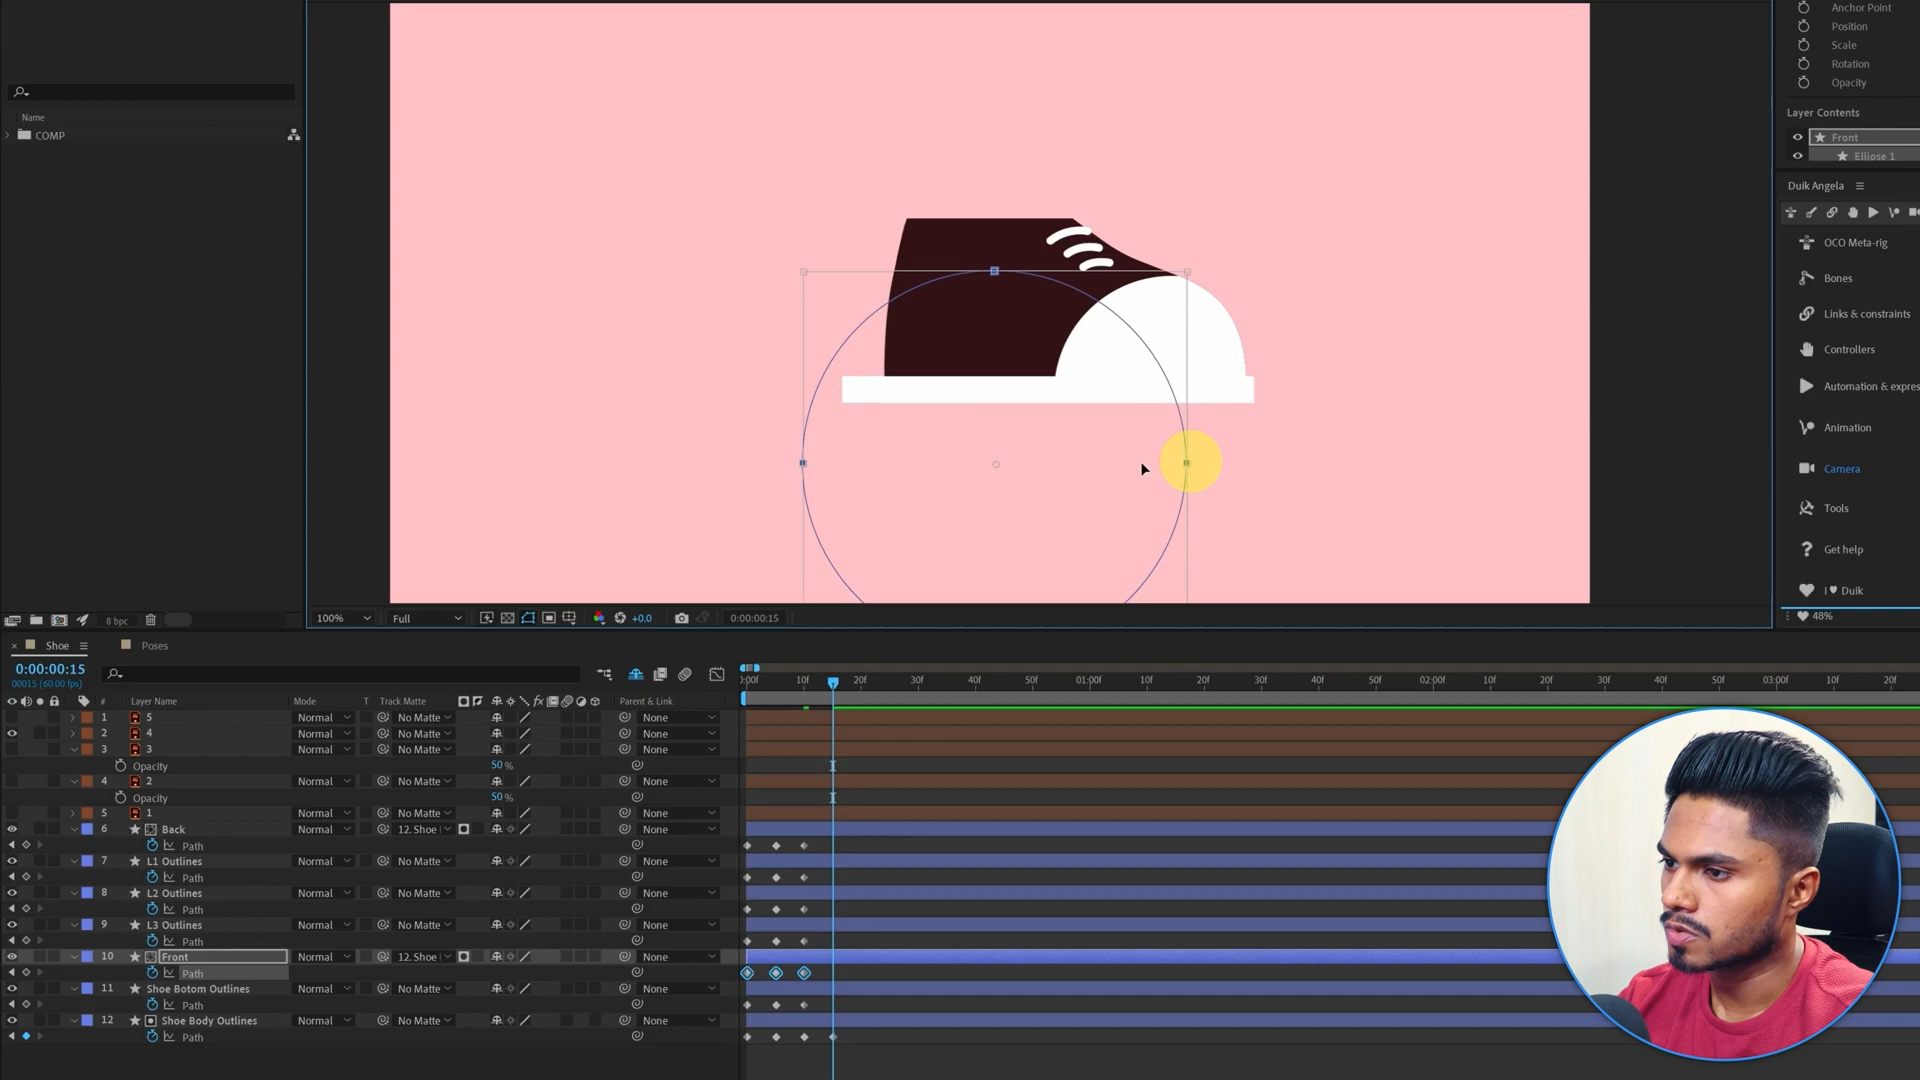 Anchor Point
Position
Scale
Rotation
Opacity
Name
COMP
Layer Contents
Front
Ellipse 1
Duik Angela
OCO Meta-rig
Bones
Links & constraints
Controllers
Automation & expres
Animation
Camera
Tools
Get help
I ♥ Duik
48%
8 bpc
100%
Full
+0.0
0:00:00:15
Shoe
Poses
0:00:00:15
00015 (60.00 fps)
0:00f 10f 20f 30f 40f 50f 01:00f 10f 20f 30f 40f 50f 02:00f 10f 20f 30f 40f 50f 03:00f 10f 20f
# Layer Name Mode T Track Matte fx Parent & Link
1 5 Normal No Matte None
2 4 Normal No Matte None
3 3 Normal No Matte None
Opacity 50 %
4 2 Normal No Matte None
Opacity 50 %
5 1 Normal No Matte None
6 Back Normal 12. Shoe None
Path
7 L1 Outlines Normal No Matte None
Path
8 L2 Outlines Normal No Matte None
Path
9 L3 Outlines Normal No Matte None
Path
10 Front Normal 12. Shoe None
Path
11 Shoe Botom Outlines Normal No Matte None
Path
12 Shoe Body Outlines Normal No Matte None
Path